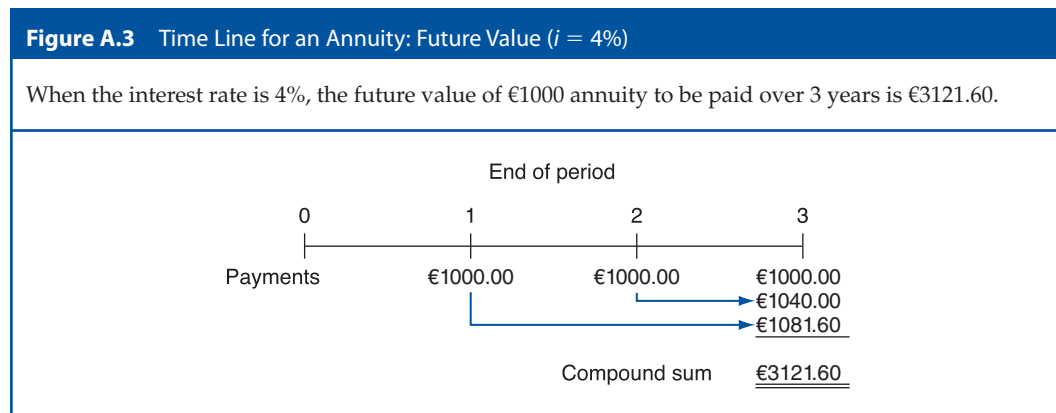 Figure A.3 Time Line for an Annuity: Future Value (i = 4%)
When the interest rate is 4%, the future value of €1000 annuity to be paid over 3 years is €3121.60.
End of period
0 1 2 3
Payments €1000.00 €1000.00 €1000.00
€1040.00
€1081.60
Compound sum €3121.60